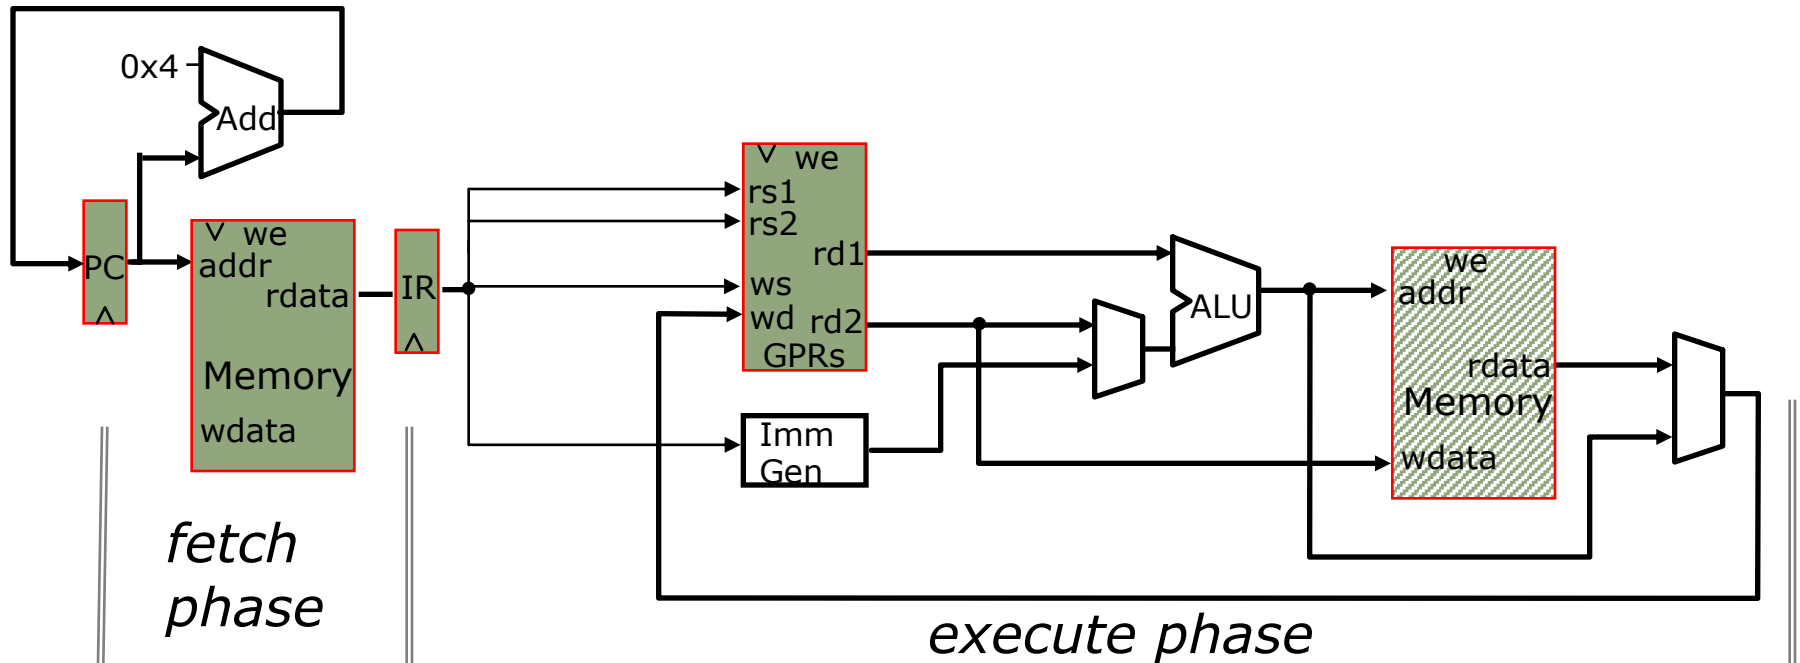 0x4
Add
PC
we
addr
rdata
Memory
wdata
IR
we
rs1
rs2
rd1
ws
wd
rd2
GPRs
Imm
Gen
ALU
we
addr
rdata
Memory
wdata
fetch
phase
execute phase